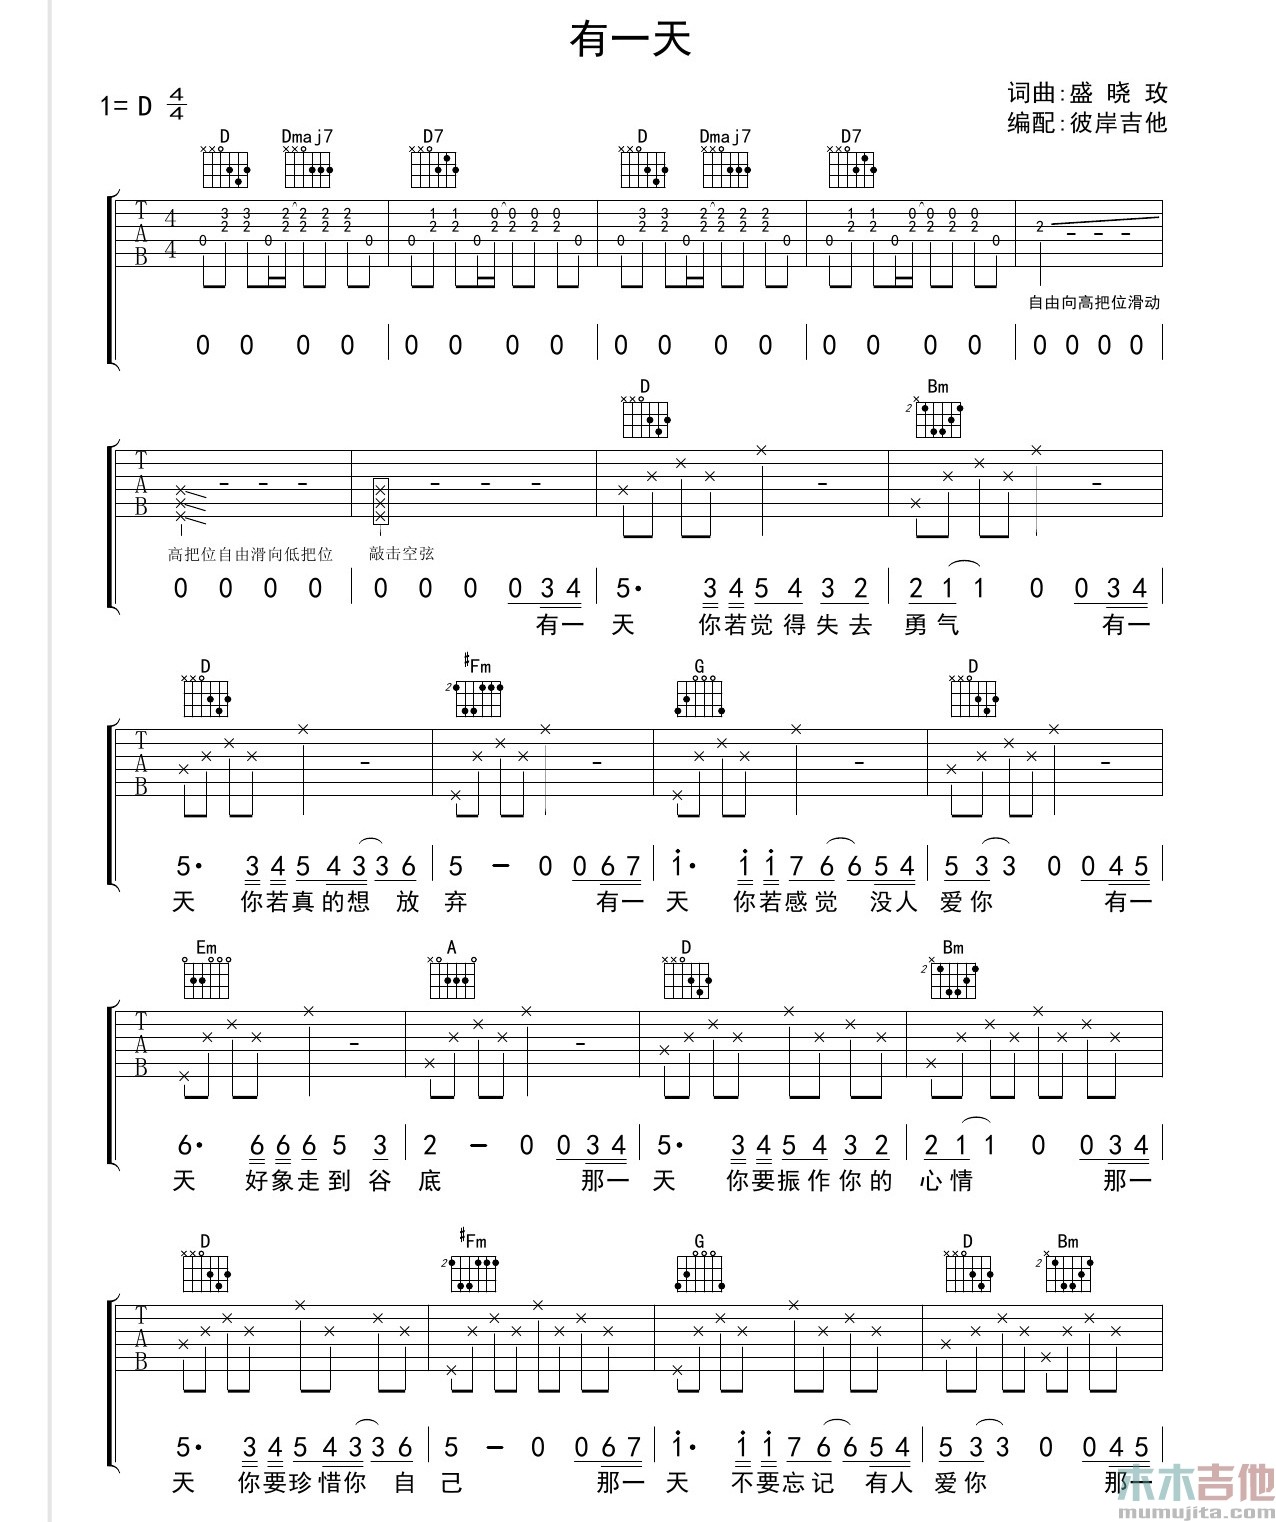 有一天
1= D 4/4
词曲:盛 晓 玫
编配:彼岸吉他
D Dmaj7 D7 D Dmaj7 D7
自由向高把位滑动
0 0 0 0 0 0 0 0 0 0 0 0 0 0 0 0 0 0 0 0
D Bm
高把位自由滑向低把位 敲击空弦
0 0 0 0 0 0 0 0 3 4 5· 3 4 5 4 3 2 2 1 1 0 0 3 4
有一 天 你若觉得失去 勇气 有一
D #Fm G D
5· 3 4 5 4 3 3 6 5 - 0 0 6 7 1· 1 1 7 6 6 5 4 5 3 3 0 0 4 5
天 你若真的想 放 弃 有一 天 你若感觉 没人 爱你 有一
Em A D Bm
6· 6 6 6 5 3 2 - 0 0 3 4 5· 3 4 5 4 3 2 2 1 1 0 0 3 4
天 好象走到谷 底 那一 天 你要振作你的 心情 那一
D #Fm G D Bm
5· 3 4 5 4 3 3 6 5 - 0 0 6 7 1· 1 1 7 6 6 5 4 5 3 3 0 0 4 5
天 你要珍惜你 自 己 那一 天 不要忘记 有人 爱你 那一
木木吉他
mumujita.com